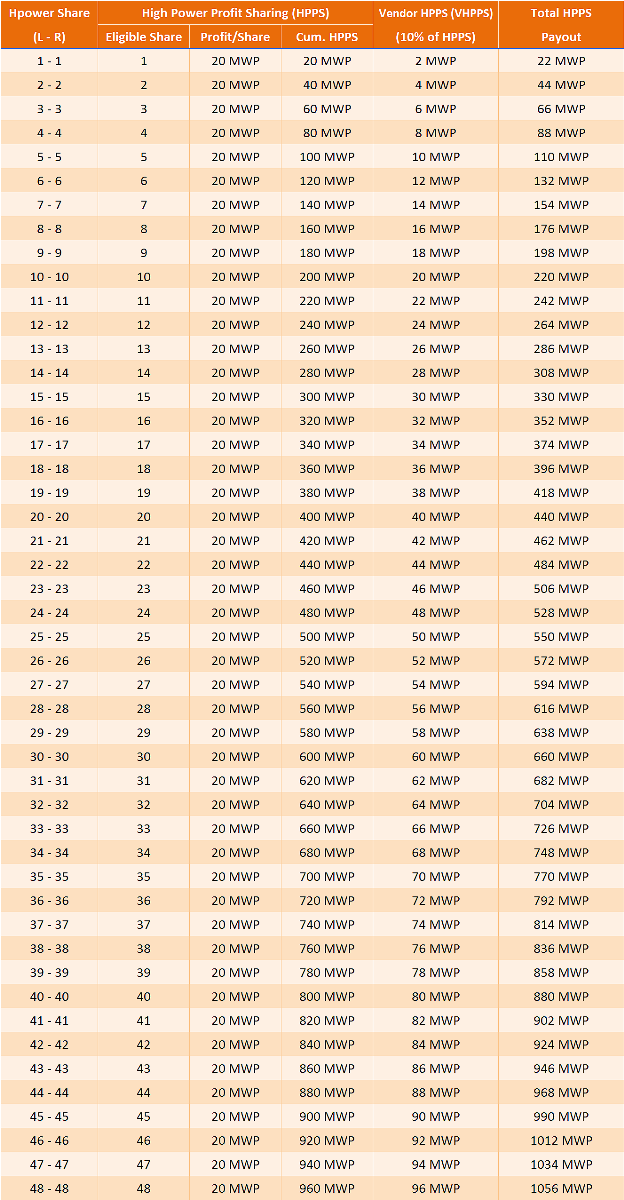 Hpower Share High Power Profit Sharing (HPPS) Vendor HPPS (VHPPS) Total HPPS
(L - R) Eligible Share Profit/Share Cum. HPPS (10% of HPPS) Payout
1 - 1 1 20 MWP 20 MWP 2 MWP 22 MWP
2 - 2 2 20 MWP 40 MWP 4 MWP 44 MWP
3 - 3 3 20 MWP 60 MWP 6 MWP 66 MWP
4 - 4 4 20 MWP 80 MWP 8 MWP 88 MWP
5 - 5 5 20 MWP 100 MWP 10 MWP 110 MWP
6 - 6 6 20 MWP 120 MWP 12 MWP 132 MWP
7 - 7 7 20 MWP 140 MWP 14 MWP 154 MWP
8 - 8 8 20 MWP 160 MWP 16 MWP 176 MWP
9 - 9 9 20 MWP 180 MWP 18 MWP 198 MWP
10 - 10 10 20 MWP 200 MWP 20 MWP 220 MWP
11 - 11 11 20 MWP 220 MWP 22 MWP 242 MWP
12 - 12 12 20 MWP 240 MWP 24 MWP 264 MWP
13 - 13 13 20 MWP 260 MWP 26 MWP 286 MWP
14 - 14 14 20 MWP 280 MWP 28 MWP 308 MWP
15 - 15 15 20 MWP 300 MWP 30 MWP 330 MWP
16 - 16 16 20 MWP 320 MWP 32 MWP 352 MWP
17 - 17 17 20 MWP 340 MWP 34 MWP 374 MWP
18 - 18 18 20 MWP 360 MWP 36 MWP 396 MWP
19 - 19 19 20 MWP 380 MWP 38 MWP 418 MWP
20 - 20 20 20 MWP 400 MWP 40 MWP 440 MWP
21 - 21 21 20 MWP 420 MWP 42 MWP 462 MWP
22 - 22 22 20 MWP 440 MWP 44 MWP 484 MWP
23 - 23 23 20 MWP 460 MWP 46 MWP 506 MWP
24 - 24 24 20 MWP 480 MWP 48 MWP 528 MWP
25 - 25 25 20 MWP 500 MWP 50 MWP 550 MWP
26 - 26 26 20 MWP 520 MWP 52 MWP 572 MWP
27 - 27 27 20 MWP 540 MWP 54 MWP 594 MWP
28 - 28 28 20 MWP 560 MWP 56 MWP 616 MWP
29 - 29 29 20 MWP 580 MWP 58 MWP 638 MWP
30 - 30 30 20 MWP 600 MWP 60 MWP 660 MWP
31 - 31 31 20 MWP 620 MWP 62 MWP 682 MWP
32 - 32 32 20 MWP 640 MWP 64 MWP 704 MWP
33 - 33 33 20 MWP 660 MWP 66 MWP 726 MWP
34 - 34 34 20 MWP 680 MWP 68 MWP 748 MWP
35 - 35 35 20 MWP 700 MWP 70 MWP 770 MWP
36 - 36 36 20 MWP 720 MWP 72 MWP 792 MWP
37 - 37 37 20 MWP 740 MWP 74 MWP 814 MWP
38 - 38 38 20 MWP 760 MWP 76 MWP 836 MWP
39 - 39 39 20 MWP 780 MWP 78 MWP 858 MWP
40 - 40 40 20 MWP 800 MWP 80 MWP 880 MWP
41 - 41 41 20 MWP 820 MWP 82 MWP 902 MWP
42 - 42 42 20 MWP 840 MWP 84 MWP 924 MWP
43 - 43 43 20 MWP 860 MWP 86 MWP 946 MWP
44 - 44 44 20 MWP 880 MWP 88 MWP 968 MWP
45 - 45 45 20 MWP 900 MWP 90 MWP 990 MWP
46 - 46 46 20 MWP 920 MWP 92 MWP 1012 MWP
47 - 47 47 20 MWP 940 MWP 94 MWP 1034 MWP
48 - 48 48 20 MWP 960 MWP 96 MWP 1056 MWP